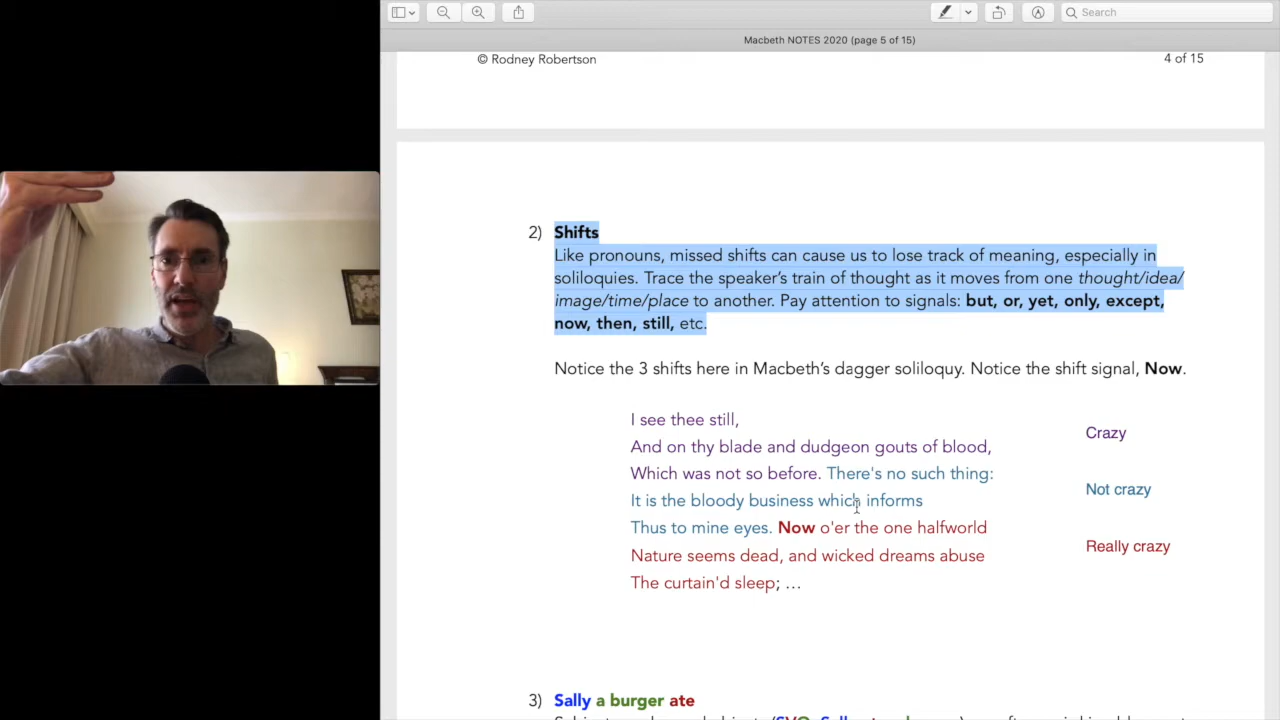 Search
Macbeth NOTES 2020 (page 5 of 15)
© Rodney Robertson
4 of 15
2) Shifts
Like pronouns, missed shifts can cause us to lose track of meaning, especially in
soliloquies. Trace the speaker's train of thought as it moves from one thought/idea/
image/time/place to another. Pay attention to signals: but, or, yet, only, except,
now, then, still, etc.
Notice the 3 shifts here in Macbeth's dagger soliloquy. Notice the shift signal, Now.
I see thee still,
And on thy blade and dudgeon gouts of blood,
Which was not so before. There's no such thing:
It is the bloody business which informs
Thus to mine eyes. Now o'er the one halfworld
Nature seems dead, and wicked dreams abuse
The curtain'd sleep; …
Crazy
Not crazy
Really crazy
3) Sally a burger ate